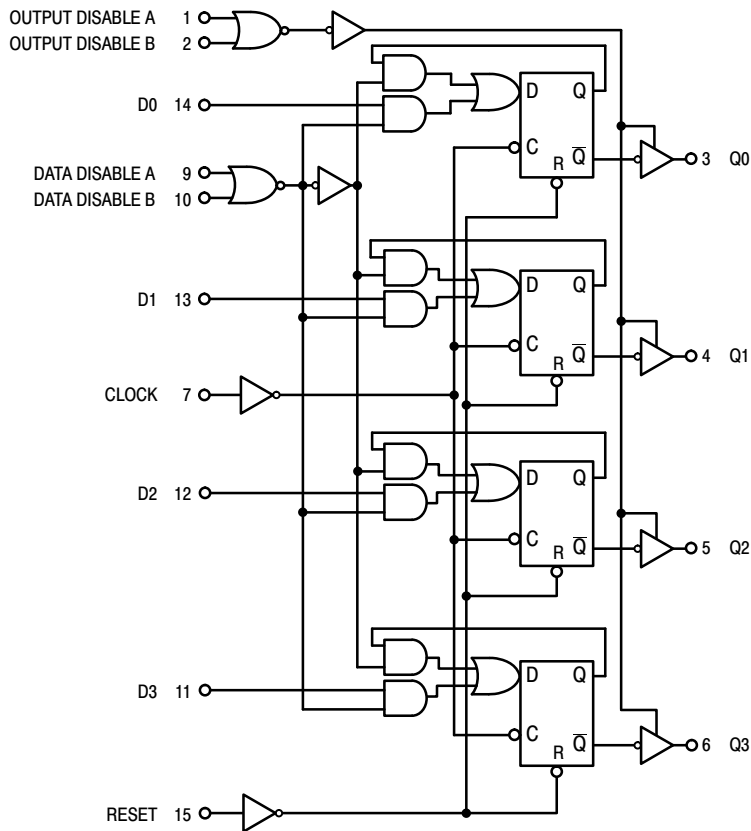 OUTPUT DISABLE A 1
OUTPUT DISABLE B 2
D0 14
D Q
C Q̅
R
3 Q0
DATA DISABLE A 9
DATA DISABLE B 10
D1 13
D Q
C Q̅
R
4 Q1
CLOCK 7
D2 12
D Q
C Q̅
R
5 Q2
D3 11
D Q
C Q̅
R
6 Q3
RESET 15